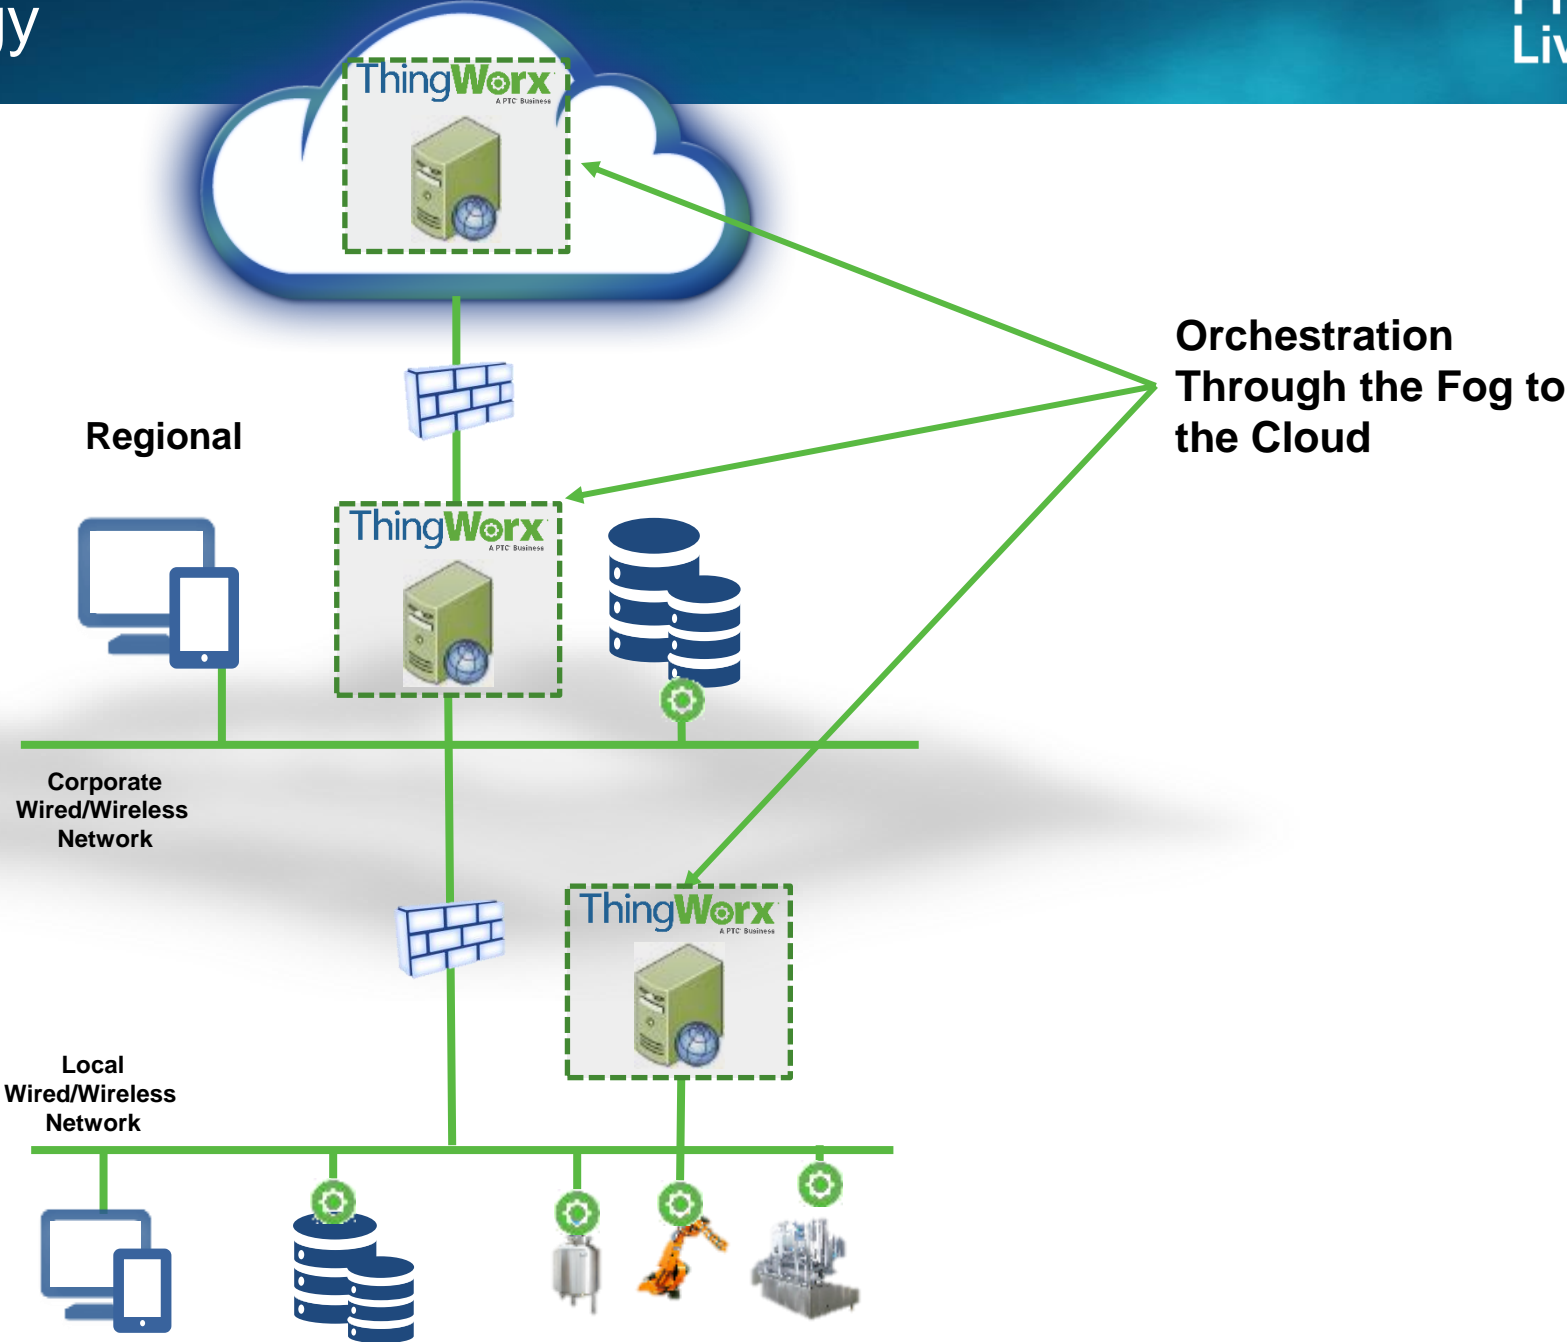 ThingWorx
A PTC Business
Orchestration
Through the Fog to
the Cloud
Regional
ThingWorx
A PTC Business
Corporate
Wired/Wireless
Network
ThingWorx
A PTC Business
Local
Wired/Wireless
Network